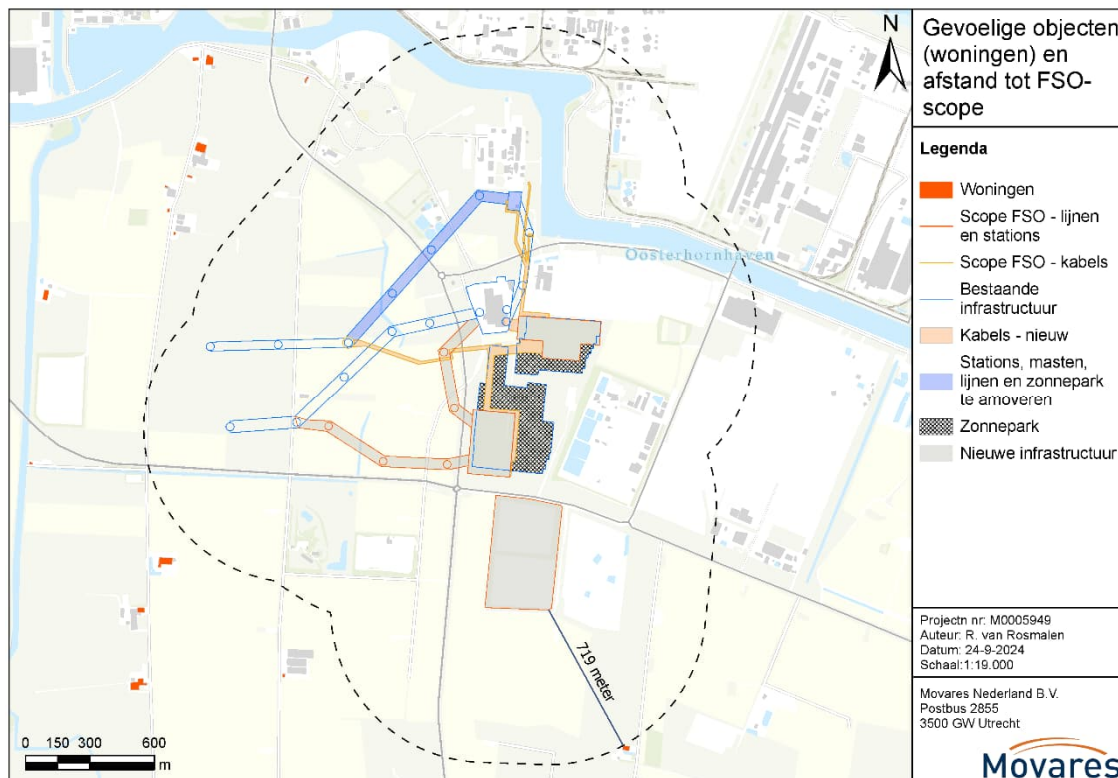 Gevoelige objecten
(woningen) en
afstand tot FSO-
scope
N
Legenda
Woningen
Scope FSO - lijnen
en stations
Scope FSO - kabels
Bestaande
infrastructuur
Kabels - nieuw
Stations, masten,
lijnen en zonnepark
te amoveren
Zonnepark
Nieuwe infrastructuur
Oosterhornhaven
719 meter
0 150 300 600
m
Projectn nr: M0005949
Auteur: R. van Rosmalen
Datum: 24-9-2024
Schaal:1:19.000
Movares Nederland B.V.
Postbus 2855
3500 GW Utrecht
Movares